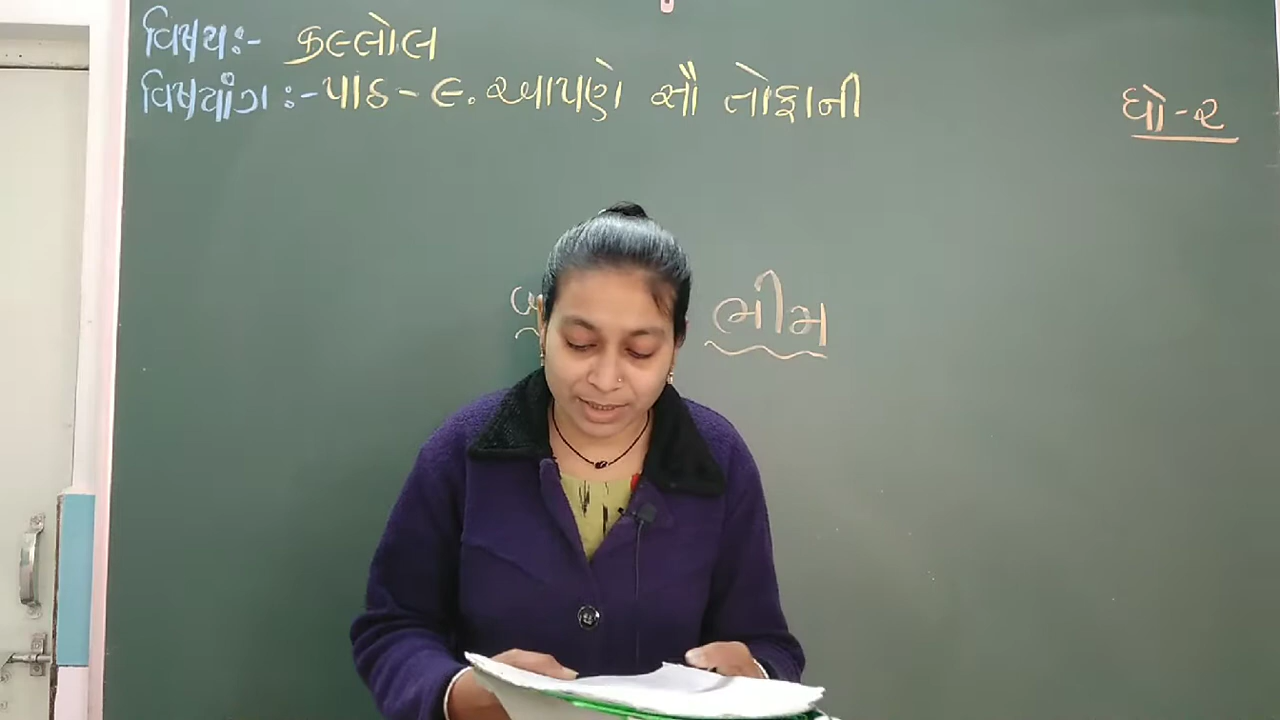 વિષય:- કલ્લોલ
વિષયાંગ :- પાઠ - ૯. આપણે સૌ તોફાની
ધો-૨
ભીમ